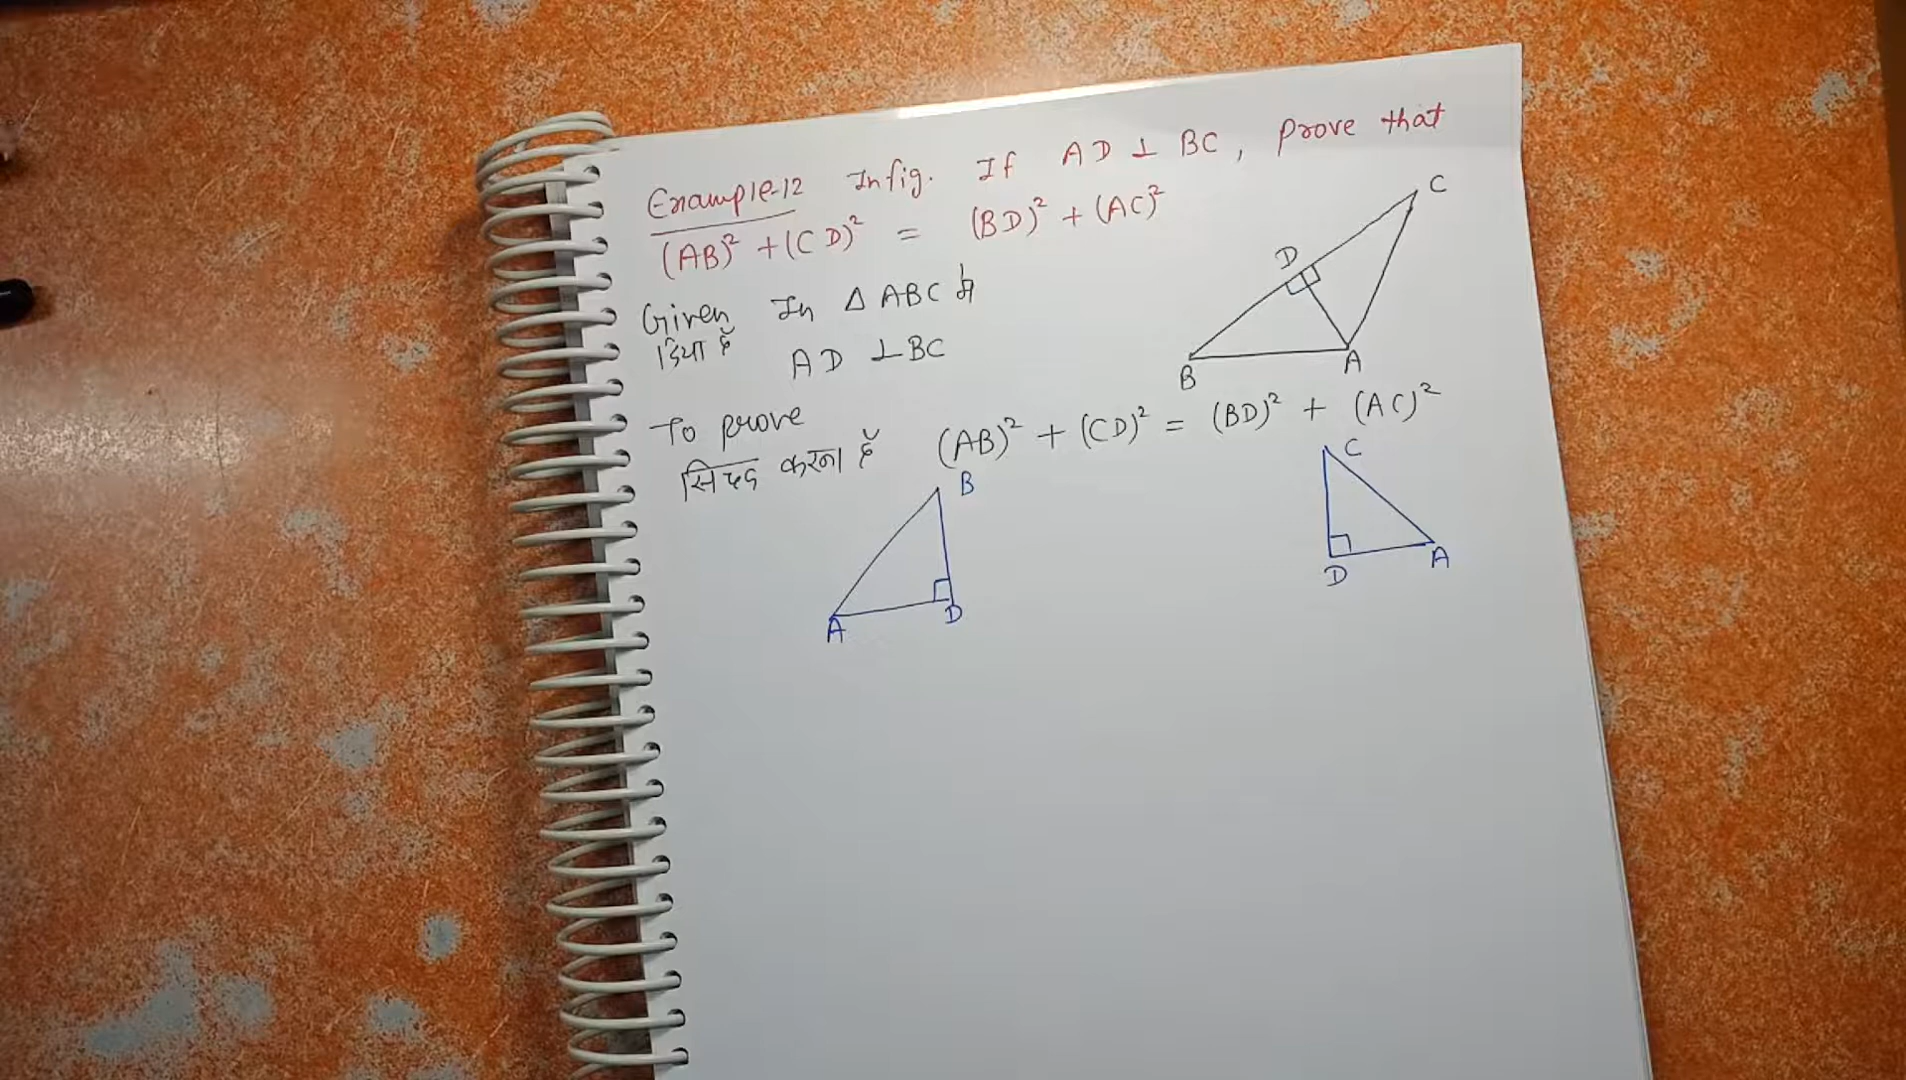 Example-12 In fig. If AD ⊥ BC, Prove that
(AB)² + (CD)² = (BD)² + (AC)²
C
D
B
A
Given In Δ ABC में
दिया है
AD ⊥ BC
To prove
सिद्ध करना है (AB)² + (CD)² = (BD)² + (AC)²
B
A
D
C
D
A